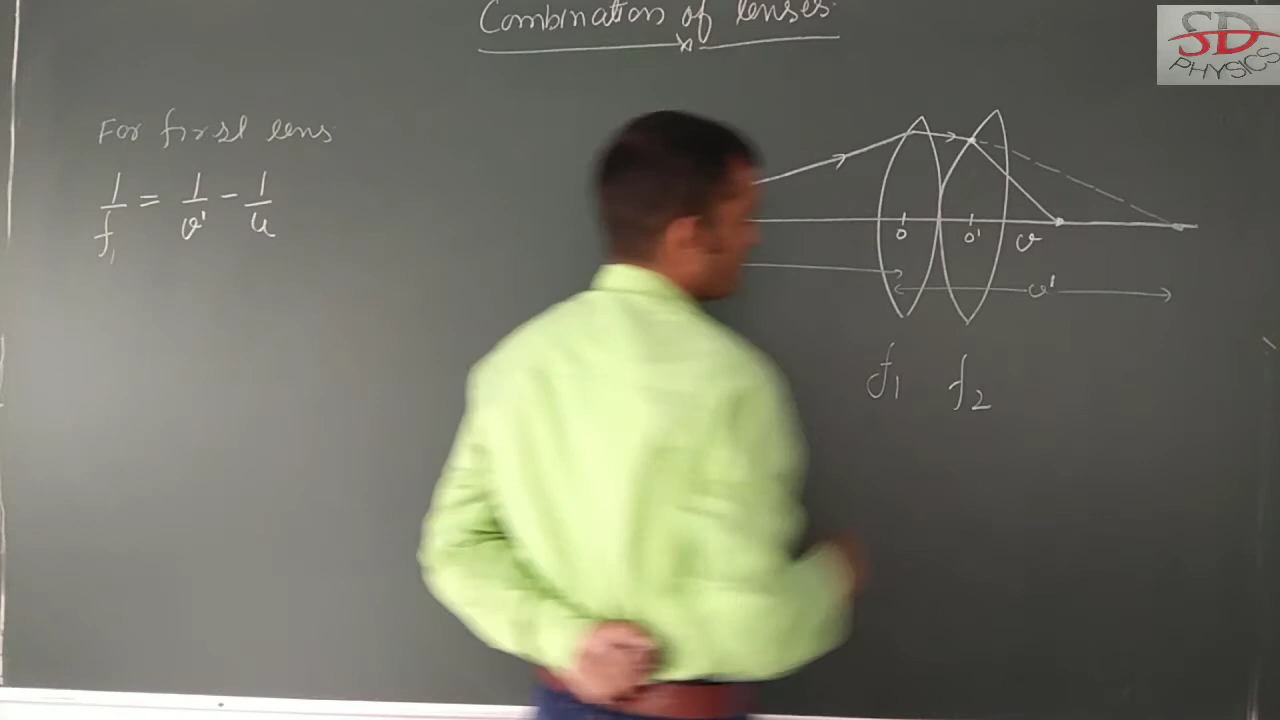 Combination of lenses
SD
PHYSICS
For first lens
1/f₁ = 1/v' - 1/u
o o' v
v'
f₁ f₂